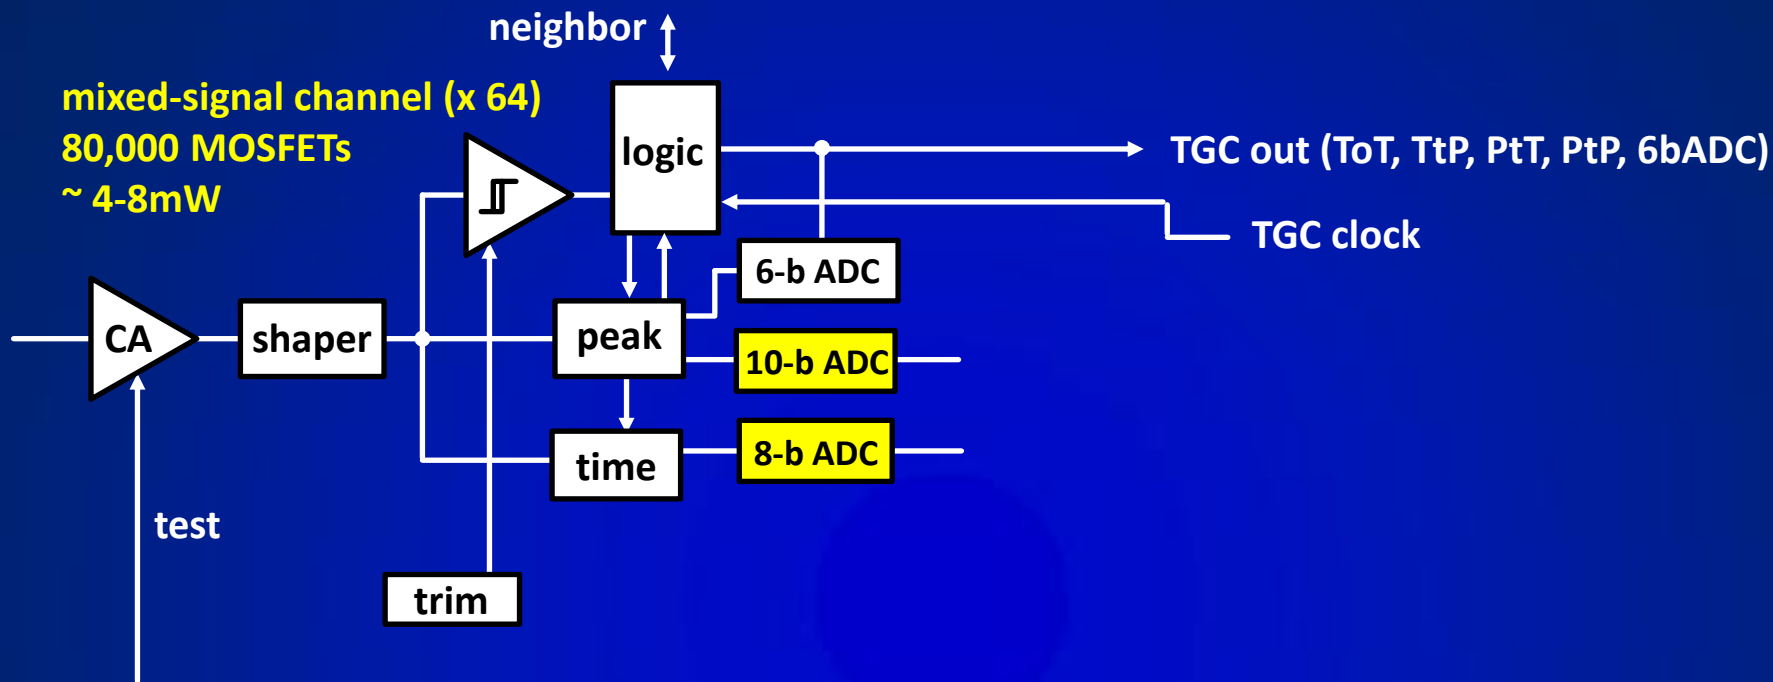 neighbor
mixed-signal channel (x 64)
80,000 MOSFETs
~ 4-8mW
logic
TGC out (ToT, TtP, PtT, PtP, 6bADC)
TGC clock
6-b ADC
CA
shaper
peak
10-b ADC
time
8-b ADC
test
trim